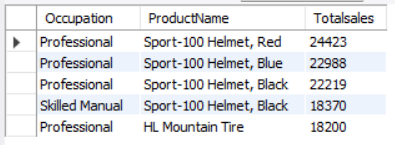 Occupation ProductName Totalsales
Professional Sport-100 Helmet, Red 24423
Professional Sport-100 Helmet, Blue 22988
Professional Sport-100 Helmet, Black 22219
Skilled Manual Sport-100 Helmet, Black 18370
Professional HL Mountain Tire 18200